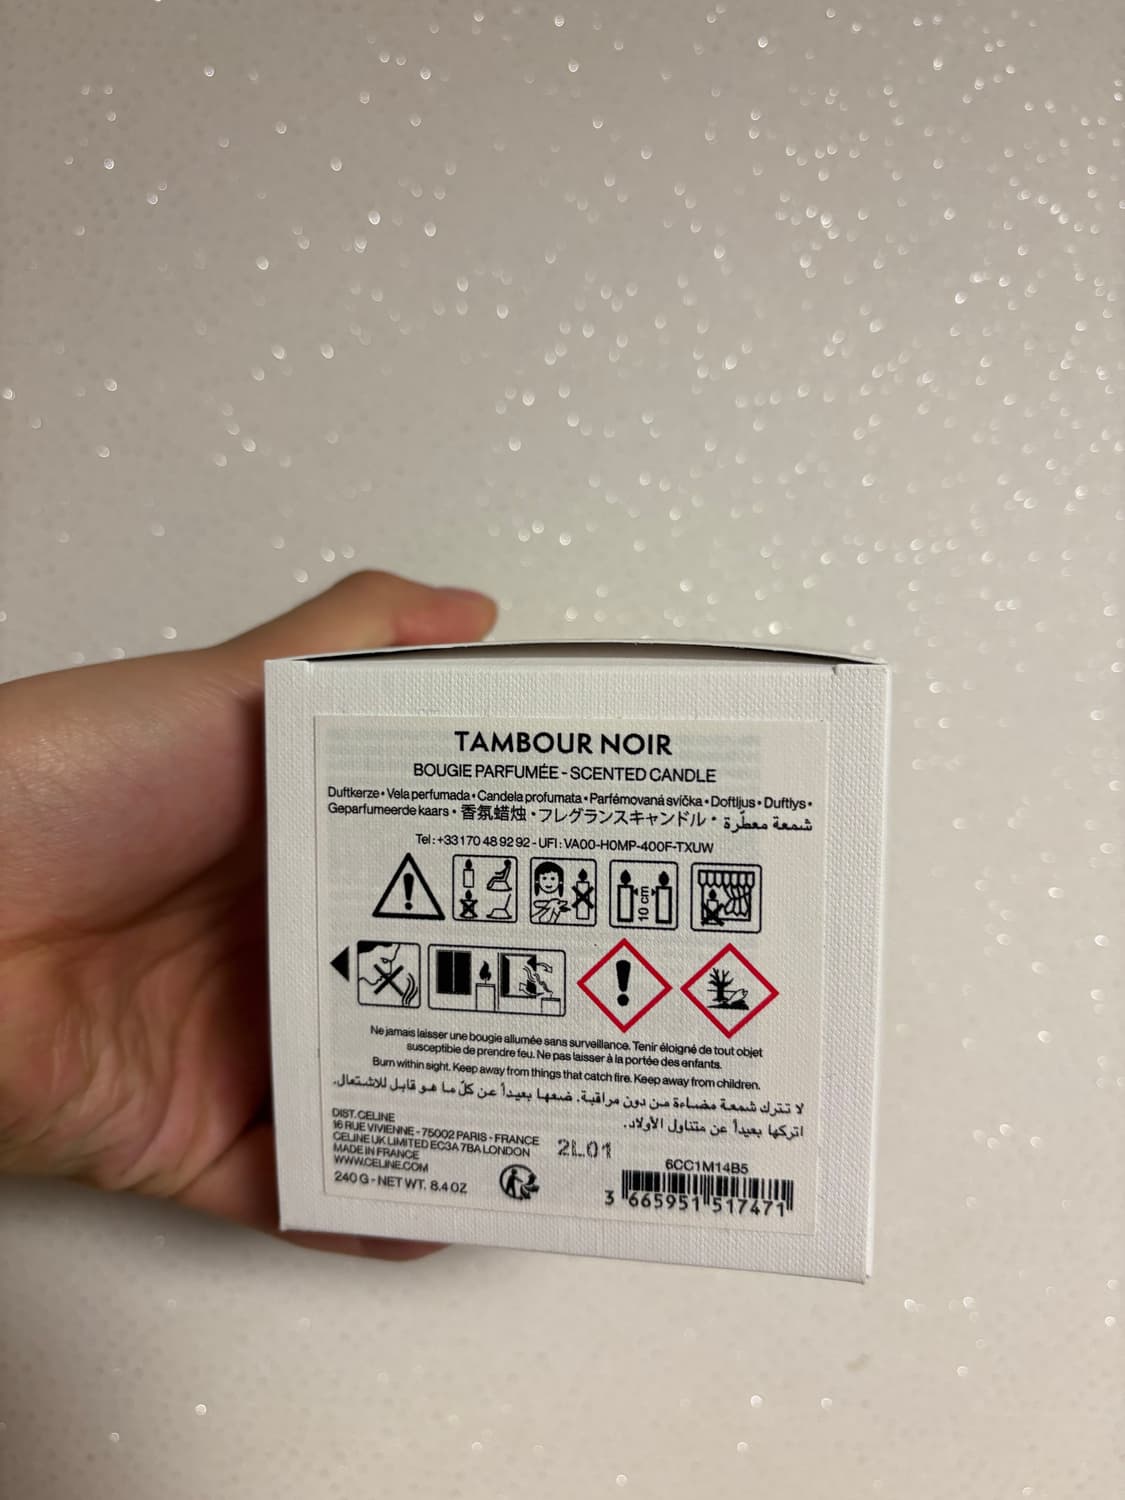 TAMBOUR NOIR
BOUGIE PARFUMÉE - SCENTED CANDLE
Duftkerze • Vela perfumada • Candela profumata • Parfémovaná svíčka • Doftljus • Duftlys •
Geparfumeerde kaars • 香氛蜡烛 • フレグランスキャンドル • شمعة معطّرة
Tel : +33 1 70 48 92 92 - UFI : VA00-H0MP-400F-TXUW
10 cm
Ne jamais laisser une bougie allumée sans surveillance. Tenir éloigné de tout objet
susceptible de prendre feu. Ne pas laisser à la portée des enfants.
Burn within sight. Keep away from things that catch fire. Keep away from children.
لا تترك شمعة مضاءة من دون مراقبة. ضعها بعيداً عن كلّ ما هو قابل للاشتعال.
اتركها بعيداً عن متناول الأولاد.
DIST. CELINE
16 RUE VIVIENNE - 75002 PARIS - FRANCE
CELINE UK LIMITED EC3A 7BA LONDON
MADE IN FRANCE
WWW.CELINE.COM
240 G - NET WT. 8.4 OZ
2L01
6CC1M14B5
3 665951 517471